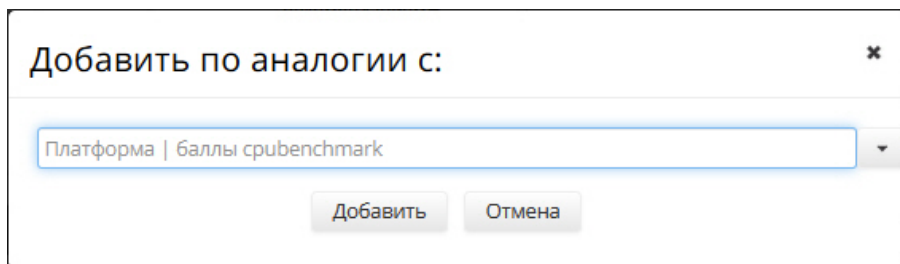 Добавить по аналогии с:
Платформа | баллы cpubenchmark
Добавить Отмена